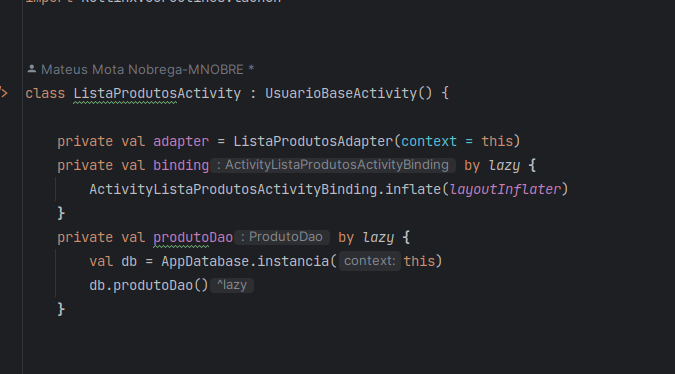 import kotlinx.coroutines.launch
Mateus Mota Nobrega-MNOBRE *
class ListaProdutosActivity : UsuarioBaseActivity() {
private val adapter = ListaProdutosAdapter(context = this)
private val binding : ActivityListaProdutosActivityBinding by lazy {
ActivityListaProdutosActivityBinding.inflate(layoutInflater)
}
private val produtoDao : ProdutoDao by lazy {
val db = AppDatabase.instancia( context: this)
db.produtoDao() ^lazy
}